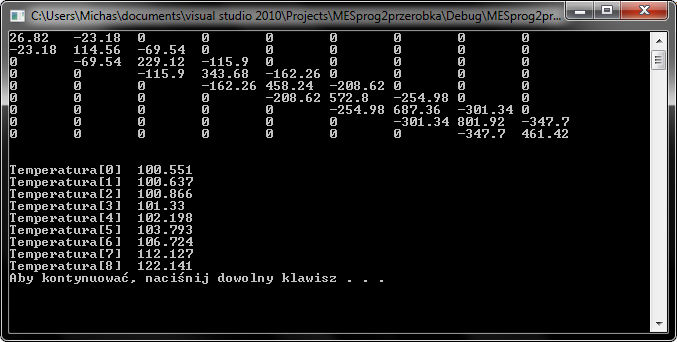 C:\Users\Michas\documents\visual studio 2010\Projects\MESprog2przerobka\Debug\MESprog2pr...
26.82 -23.18 0 0 0 0 0 0 0
-23.18 114.56 -69.54 0 0 0 0 0 0
0 -69.54 229.12 -115.9 0 0 0 0 0
0 0 -115.9 343.68 -162.26 0 0 0 0
0 0 0 -162.26 458.24 -208.62 0 0 0
0 0 0 0 -208.62 572.8 -254.98 0 0
0 0 0 0 0 -254.98 687.36 -301.34 0
0 0 0 0 0 0 -301.34 801.92 -347.7
0 0 0 0 0 0 0 -347.7 461.42
Temperatura[0] 100.551
Temperatura[1] 100.637
Temperatura[2] 100.866
Temperatura[3] 101.33
Temperatura[4] 102.198
Temperatura[5] 103.793
Temperatura[6] 106.724
Temperatura[7] 112.127
Temperatura[8] 122.141
Aby kontynuować, naciśnij dowolny klawisz . . .